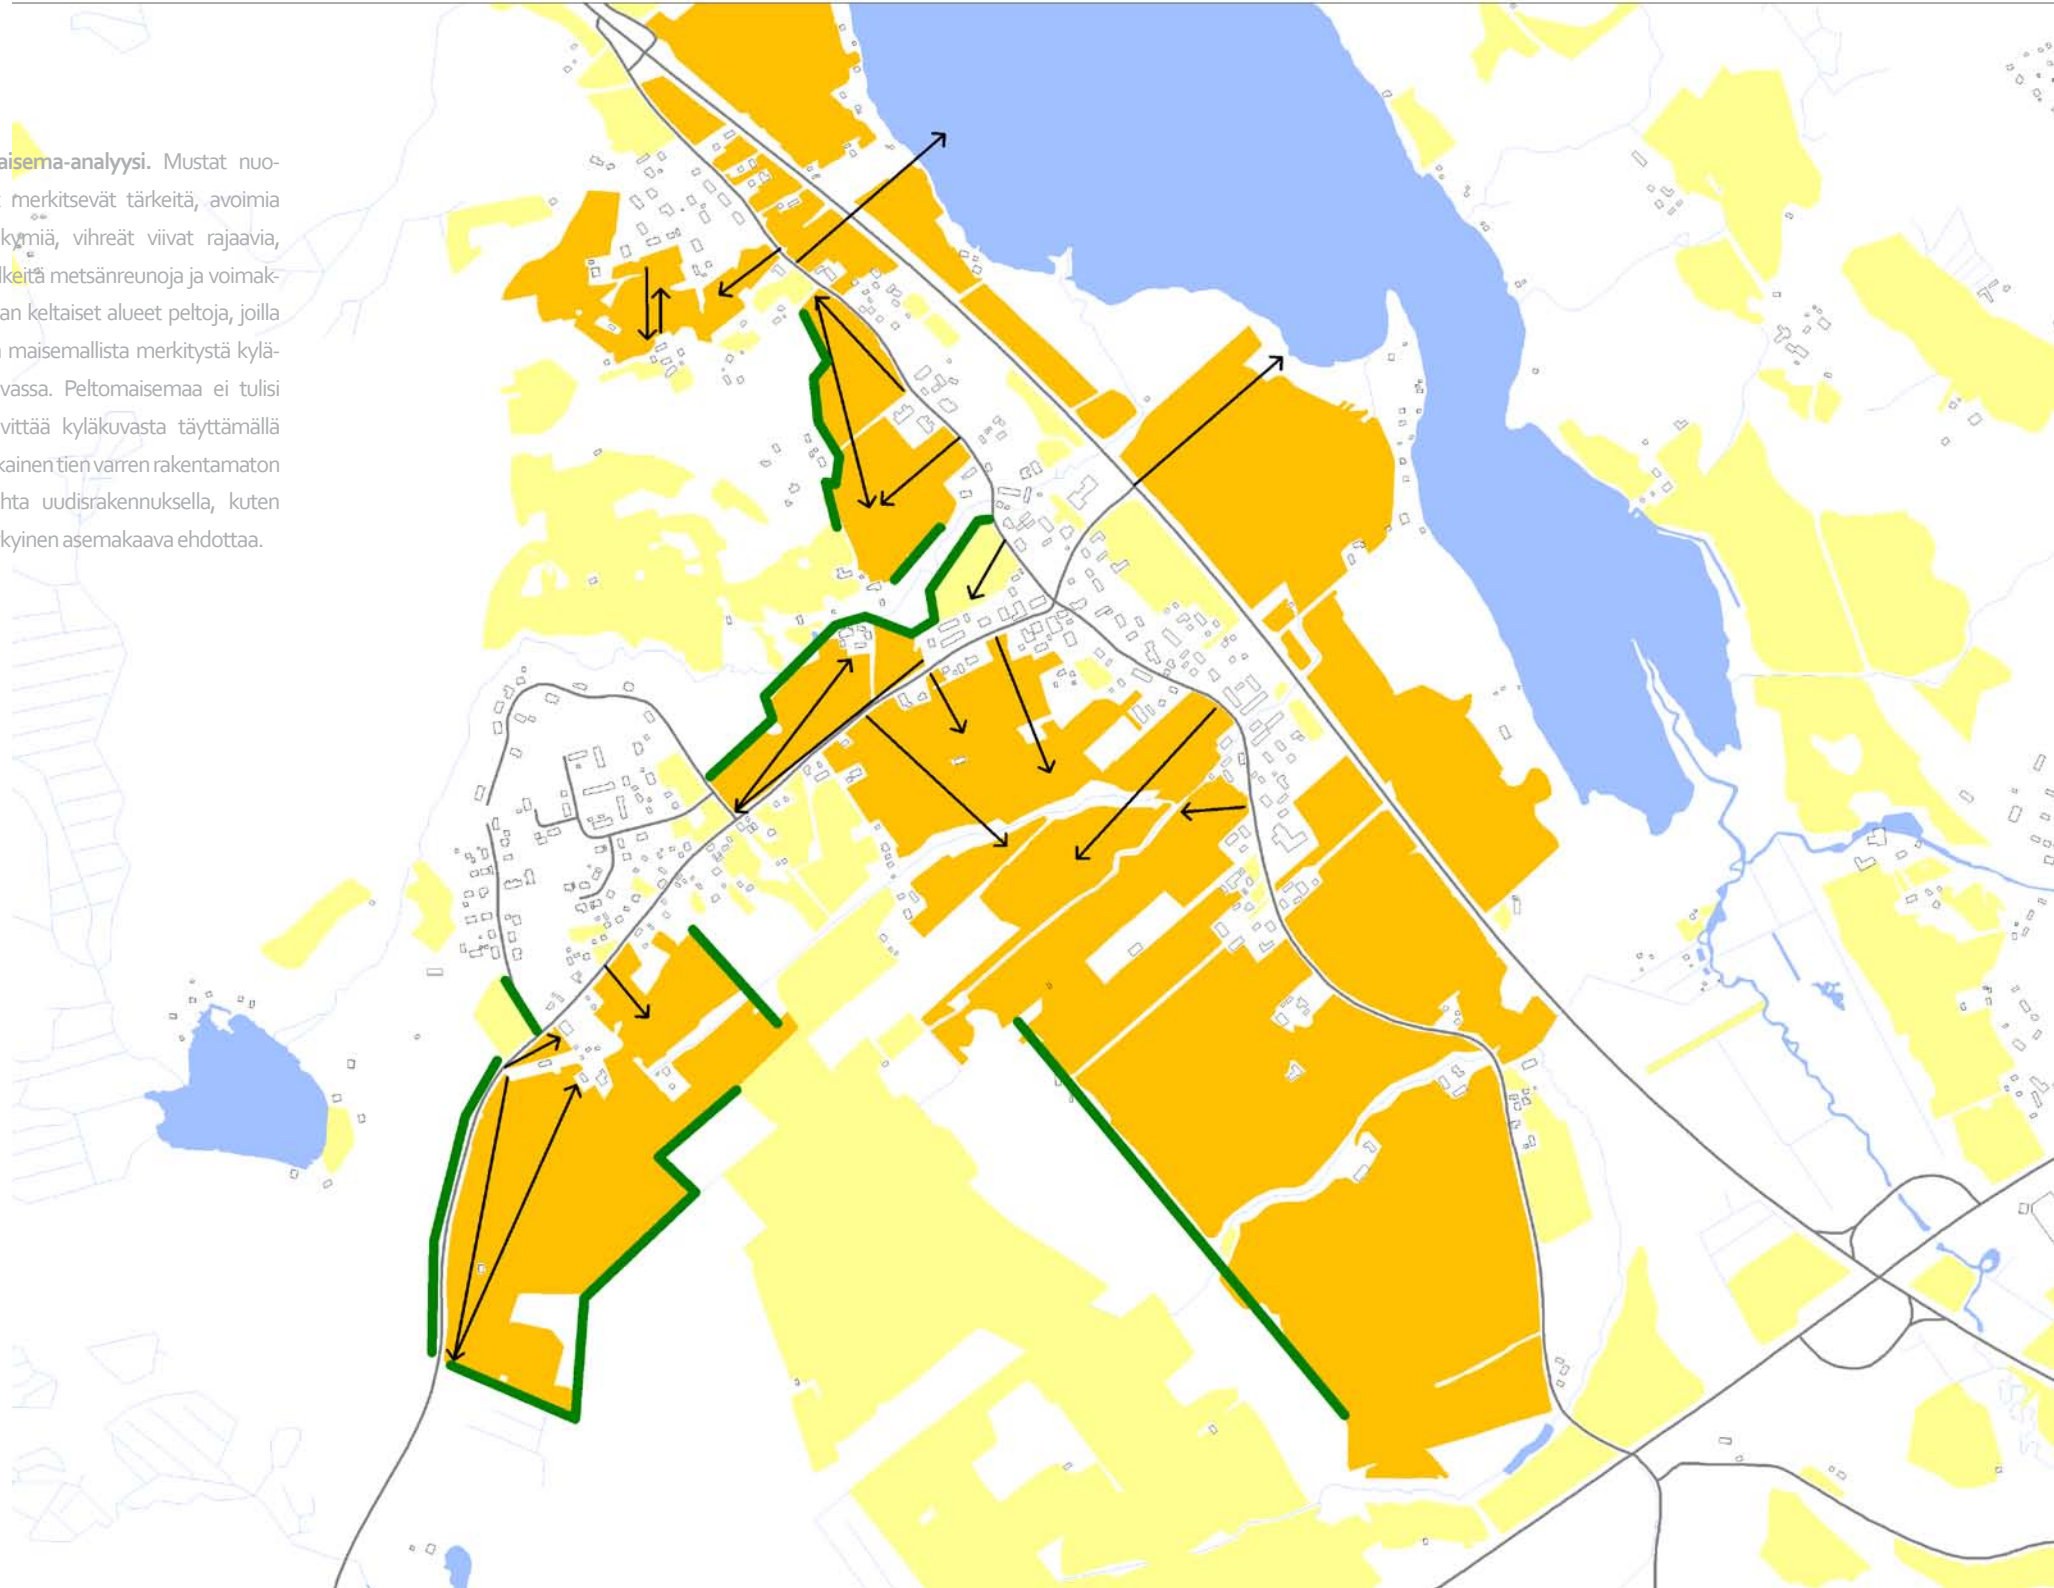 aisema-analyysi. Mustat nuo-
merkitsevät tärkeitä, avoimia
kymiä, vihreät viivat rajaavia,
lkeitä metsänreunoja ja voimak-
an keltaiset alueet peltoja, joilla
maisemallista merkitystä kylä-
vassa. Peltomaisemaa ei tulisi
vittää kyläkuvasta täyttämällä
kainen tien varren rakentamaton
hta uudisrakennuksella, kuten
kyinen asemakaava ehdottaa.